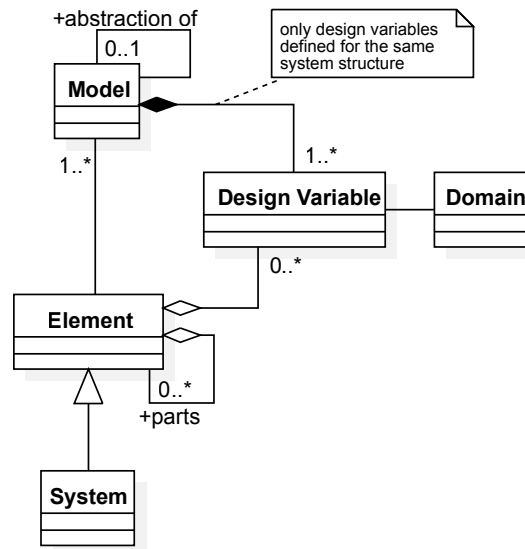 +abstraction of
0..1
only design variables
defined for the same
system structure
Model
1..*
1..*
Design Variable
Domain
0..*
Element
0..*
+parts
System